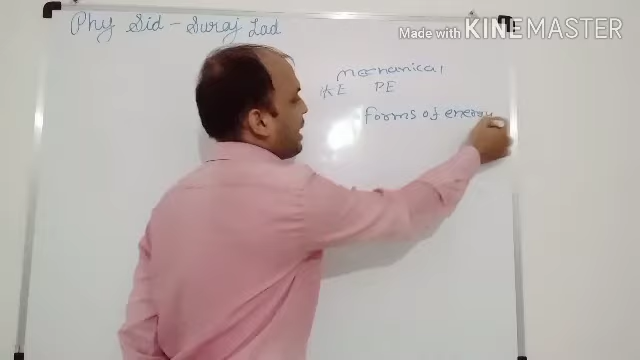 Phy Sid - Suraj Lad
Made with KINEMASTER
Mechanical
KE PE
Forms of energy